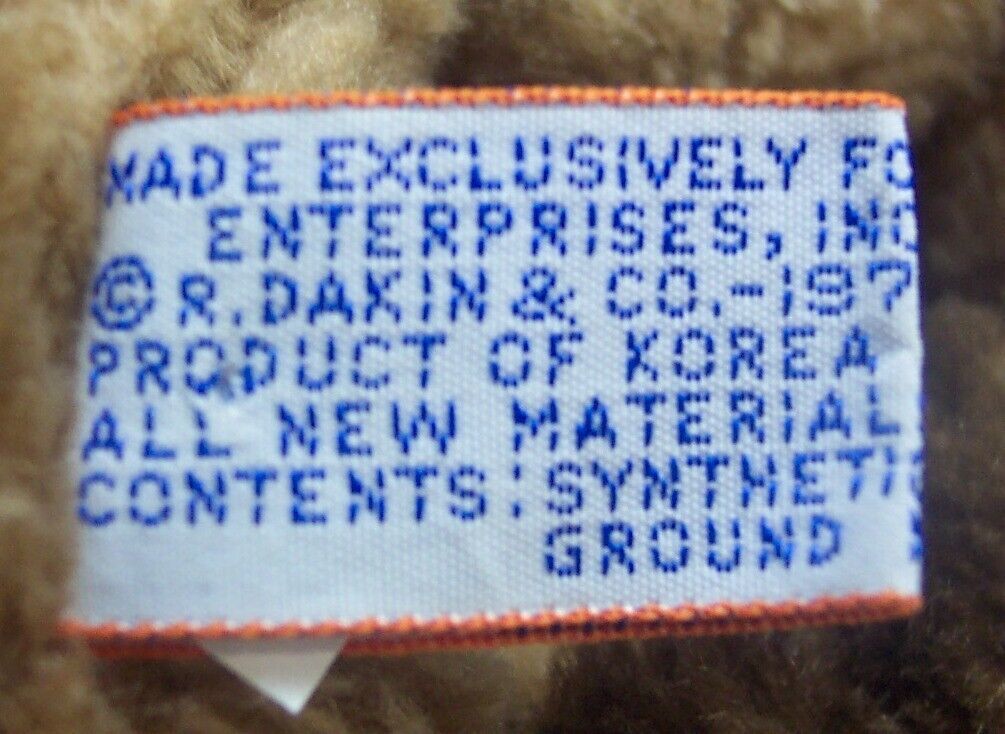 MADE EXCLUSIVELY FO
ENTERPRISES, INC
© R. DAKIN & CO.-197
PRODUCT OF KOREA
ALL NEW MATERIAL
CONTENTS: SYNTHETIC
GROUND